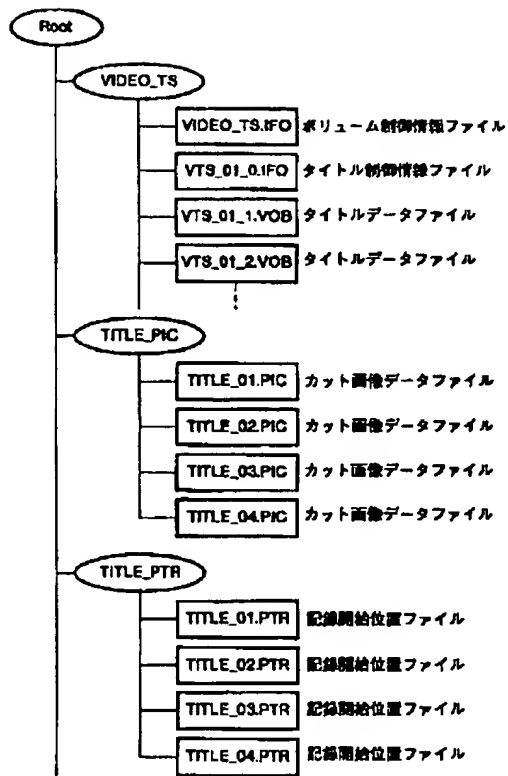 Root
VIDEO_TS
VIDEO_TS.IFO ボリューム制御情報ファイル
VTS_01_0.IFO タイトル制御情報ファイル
VTS_01_1.VOB タイトルデータファイル
VTS_01_2.VOB タイトルデータファイル
TITLE_PIC
TITLE_01.PIC カット画像データファイル
TITLE_02.PIC カット画像データファイル
TITLE_03.PIC カット画像データファイル
TITLE_04.PIC カット画像データファイル
TITLE_PTR
TITLE_01.PTR 記録開始位置ファイル
TITLE_02.PTR 記録開始位置ファイル
TITLE_03.PTR 記録開始位置ファイル
TITLE_04.PTR 記録開始位置ファイル